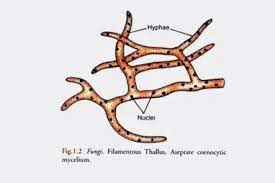 Hyphae
Nuclei
Fig.1.2 Fungi. Filamentous Thallus. Aseptate coenocytic
mycelium.